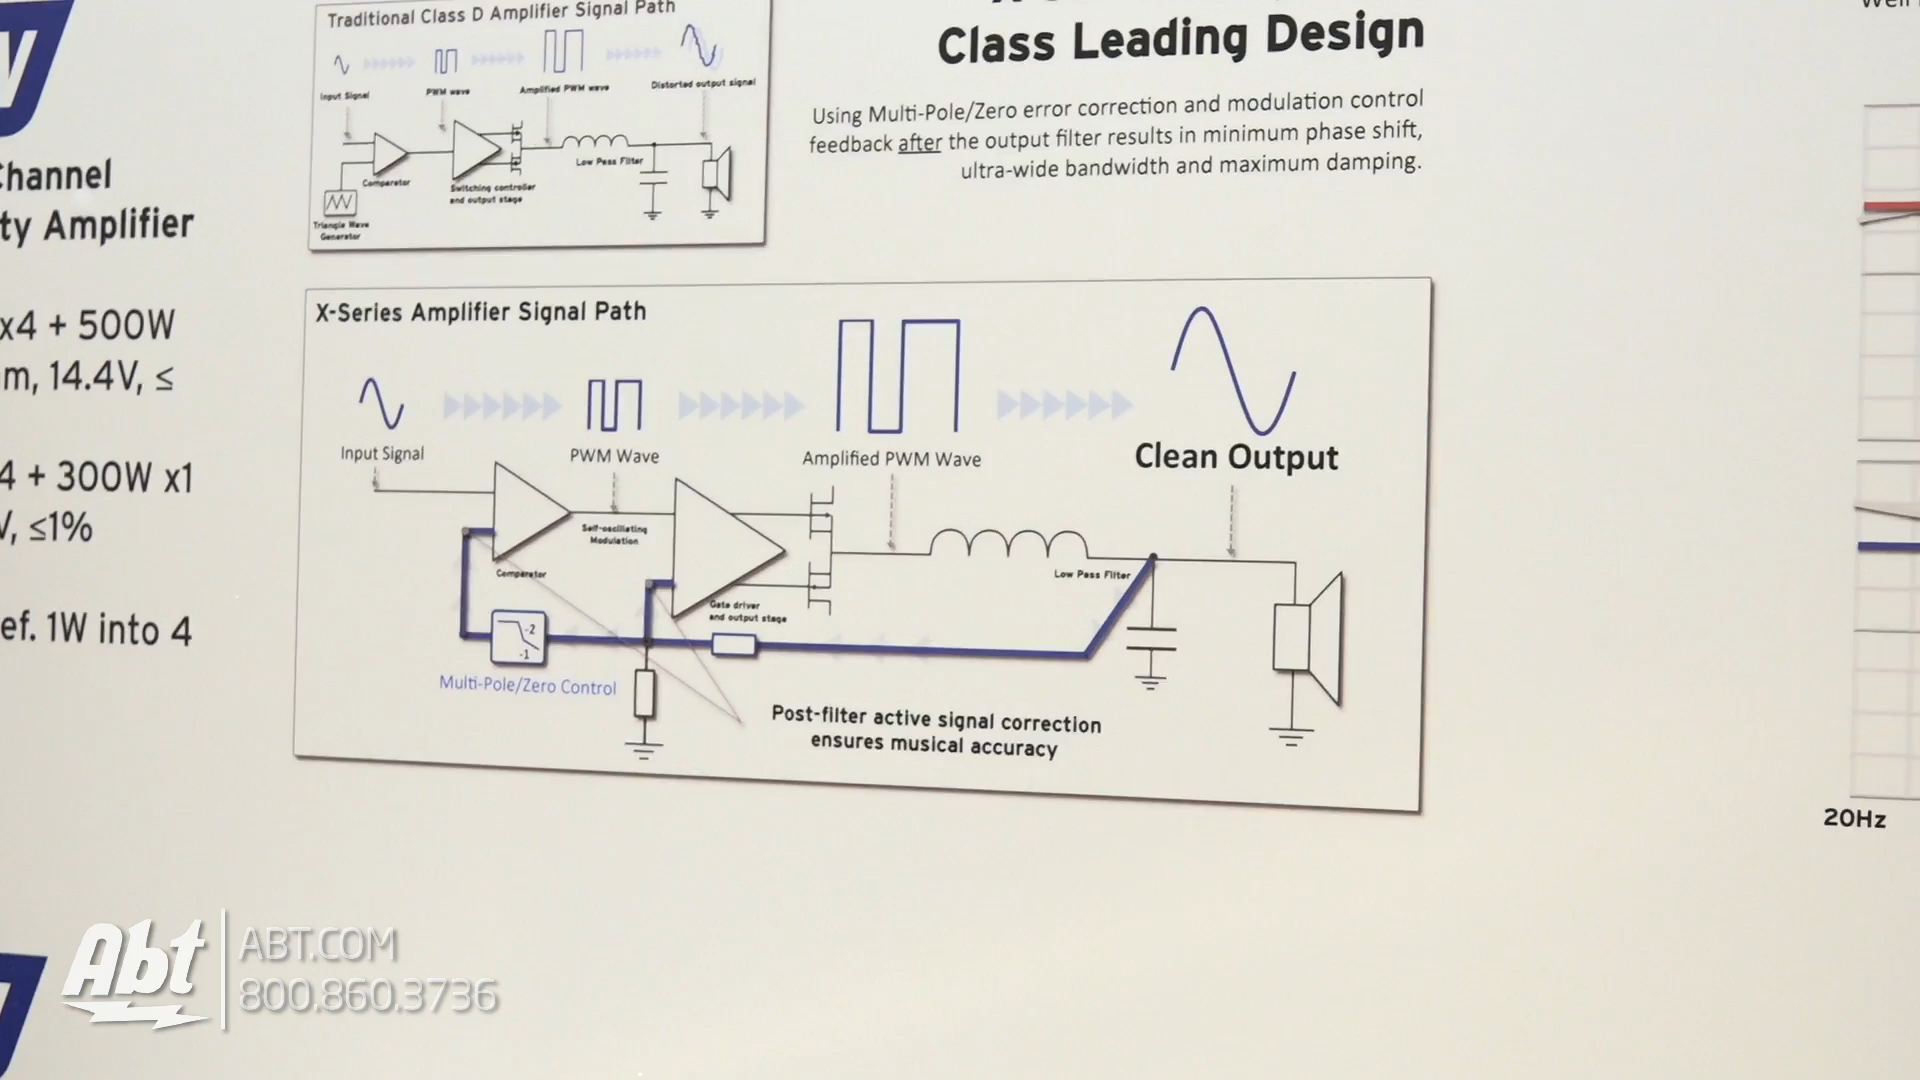 Traditional Class D Amplifier Signal Path
Input Signal
PWM wave
Amplified PWM wave
Distorted output signal
Comparator
Switching controller
and output stage
Low Pass Filter
Triangle Wave
Generator
Class Leading Design
Using Multi-Pole/Zero error correction and modulation control
feedback after the output filter results in minimum phase shift,
ultra-wide bandwidth and maximum damping.
Channel
ty Amplifier
x4 + 500W
m, 14.4V, ≤
4 + 300W x1
V, ≤1%
ef. 1W into 4
X-Series Amplifier Signal Path
Input Signal
PWM Wave
Amplified PWM Wave
Clean Output
Self-oscillating
Modulation
Comparator
Gate driver
and output stage
Low Pass Filter
-2
-1
Multi-Pole/Zero Control
Post-filter active signal correction
ensures musical accuracy
20Hz
Abt
ABT.COM
800.860.3736